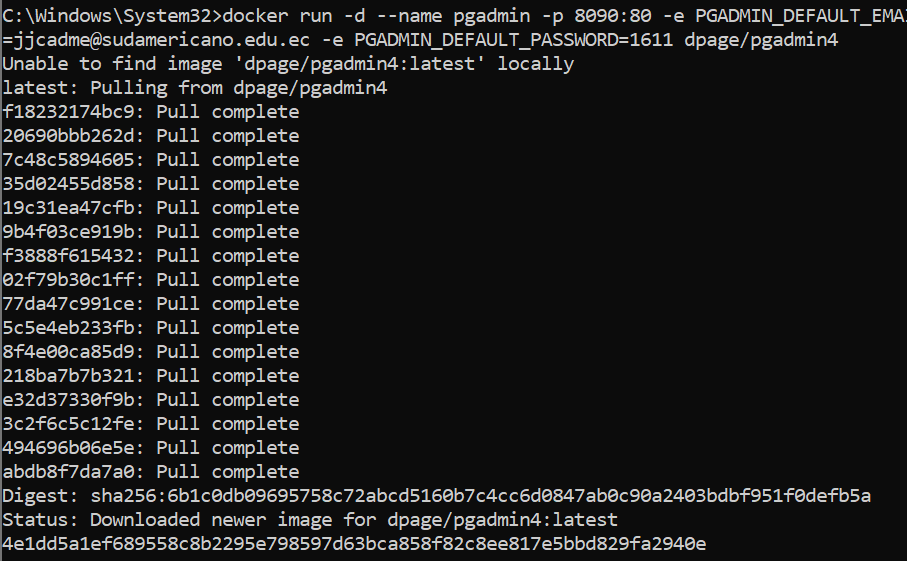 C:\Windows\System32>docker run -d --name pgadmin -p 8090:80 -e PGADMIN_DEFAULT_EMAI
=jjcadme@sudamericano.edu.ec -e PGADMIN_DEFAULT_PASSWORD=1611 dpage/pgadmin4
Unable to find image 'dpage/pgadmin4:latest' locally
latest: Pulling from dpage/pgadmin4
f18232174bc9: Pull complete
20690bbb262d: Pull complete
7c48c5894605: Pull complete
35d02455d858: Pull complete
19c31ea47cfb: Pull complete
9b4f03ce919b: Pull complete
f3888f615432: Pull complete
02f79b30c1ff: Pull complete
77da47c991ce: Pull complete
5c5e4eb233fb: Pull complete
8f4e00ca85d9: Pull complete
218ba7b7b321: Pull complete
e32d37330f9b: Pull complete
3c2f6c5c12fe: Pull complete
494696b06e5e: Pull complete
abdb8f7da7a0: Pull complete
Digest: sha256:6b1c0db09695758c72abcd5160b7c4cc6d0847ab0c90a2403bdbf951f0defb5a
Status: Downloaded newer image for dpage/pgadmin4:latest
4e1dd5a1ef689558c8b2295e798597d63bca858f82c8ee817e5bbd829fa2940e